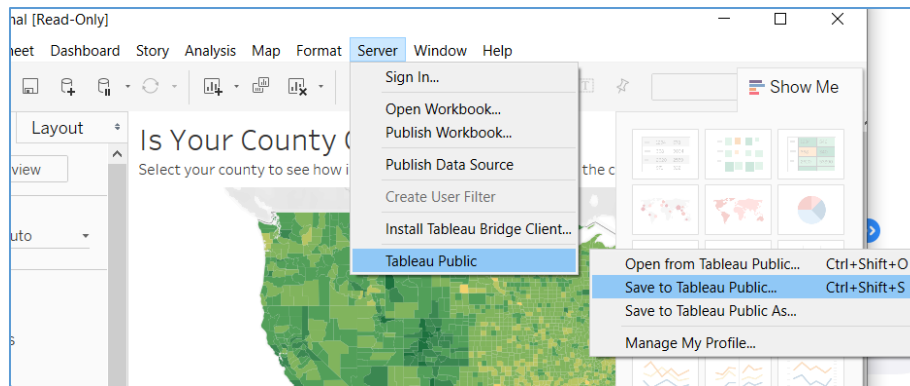 nal [Read-Only]
heet Dashboard Story Analysis Map Format Server Window Help
Sign In...
Show Me
Open Workbook...
Layout
Publish Workbook...
Is Your County
view
Select your county to see how i
Publish Data Source
the c
Create User Filter
uto
Install Tableau Bridge Client...
Tableau Public
Open from Tableau Public... Ctrl+Shift+O
Save to Tableau Public... Ctrl+Shift+S
Save to Tableau Public As...
Manage My Profile...